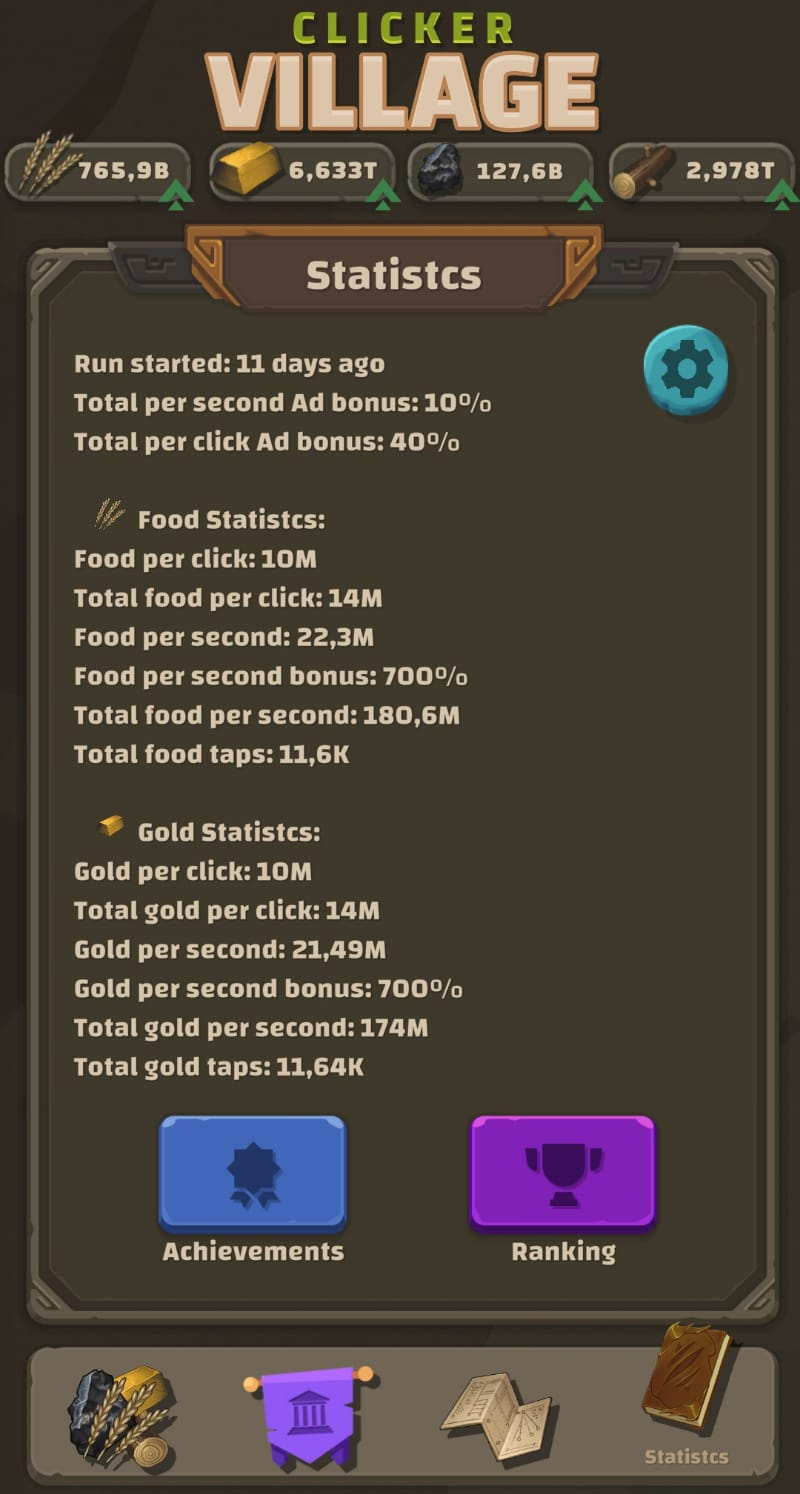 CLICKER
VILLAGE
765,9B 6,633T 127,6B 2,978T
Statistcs
Run started: 11 days ago
Total per second Ad bonus: 10%
Total per click Ad bonus: 40%
Food Statistcs:
Food per click: 10M
Total food per click: 14M
Food per second: 22,3M
Food per second bonus: 700%
Total food per second: 180,6M
Total food taps: 11,6K
Gold Statistcs:
Gold per click: 10M
Total gold per click: 14M
Gold per second: 21,49M
Gold per second bonus: 700%
Total gold per second: 174M
Total gold taps: 11,64K
Achievements Ranking
Statistcs